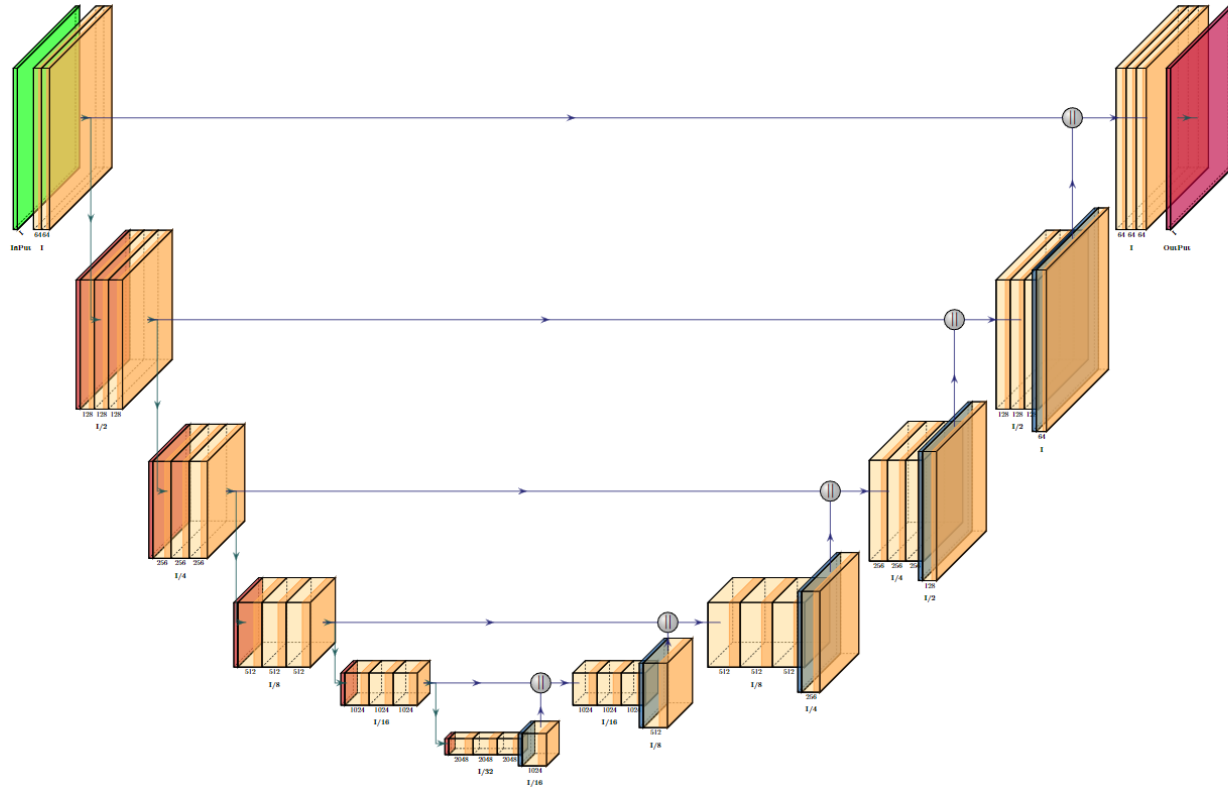 64 64
InPut I
128 128 128
I/2
256 256 256
I/4
512 512 512
I/8
1024 1024 1024
I/16
2048 2048 2048
I/32
1024
I/16
1024 1024 1024
I/16
512
I/8
512 512 512
I/8
256
I/4
256 256 256
I/4
128
I/2
128 128 128
I/2
64
I
64 64 64
I
OutPut